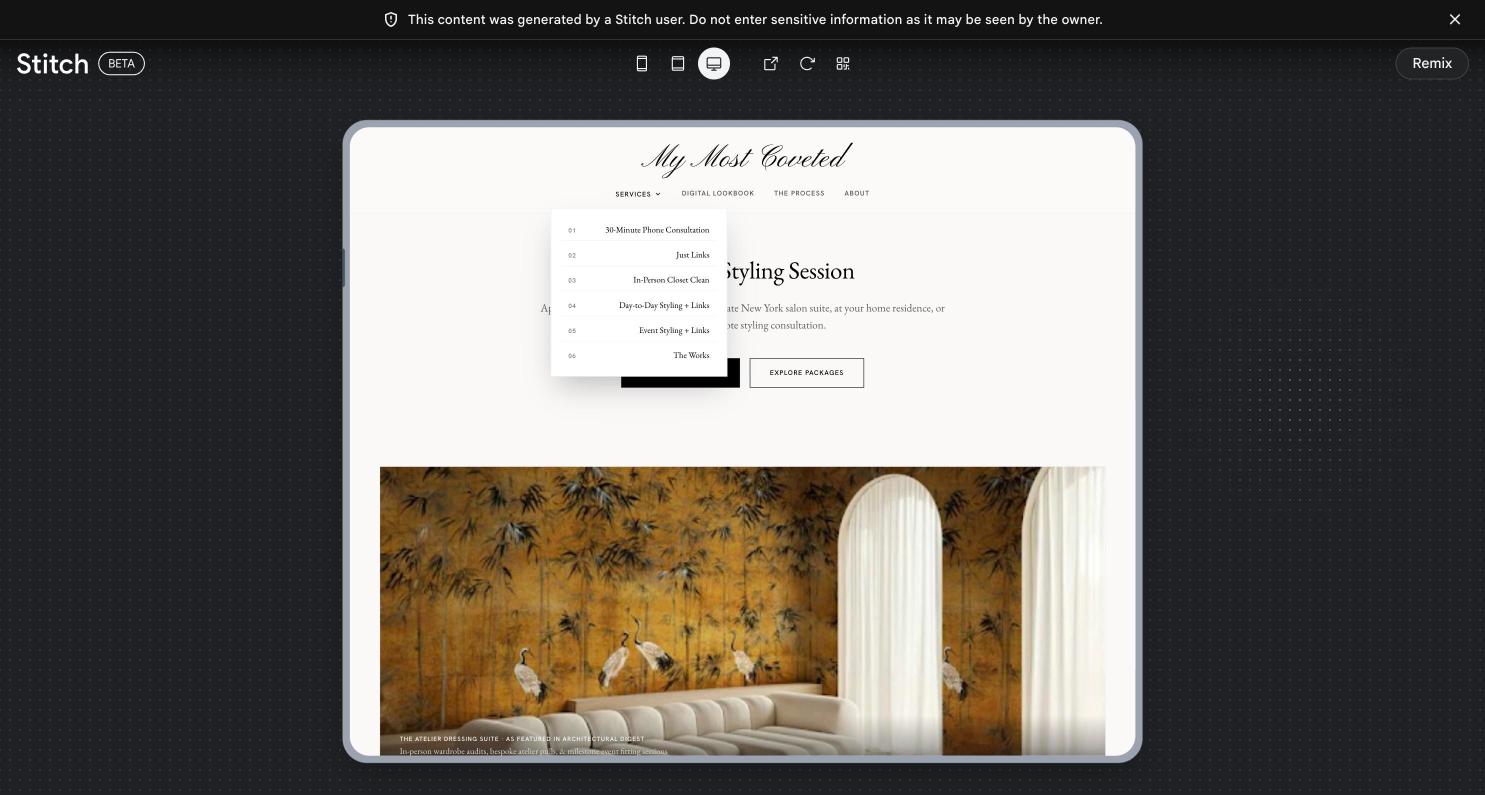 This content was generated by a Stitch user. Do not enter sensitive information as it may be seen by the owner.
Stitch BETA
Remix
My Most Coveted
SERVICES DIGITAL LOOKBOOK THE PROCESS ABOUT
01 30-Minute Phone Consultation
02 Just Links
03 In-Person Closet Clean
04 Day-to-Day Styling + Links
05 Event Styling + Links
06 The Works
Styling Session
New York salon suite, at your home residence, or
styling consultation.
EXPLORE PACKAGES
THE ATELIER DRESSING SUITE · AS FEATURED IN ARCHITECTURAL DIGEST
In-person wardrobe audits, bespoke atelier pulls, & milestone event fitting sessions